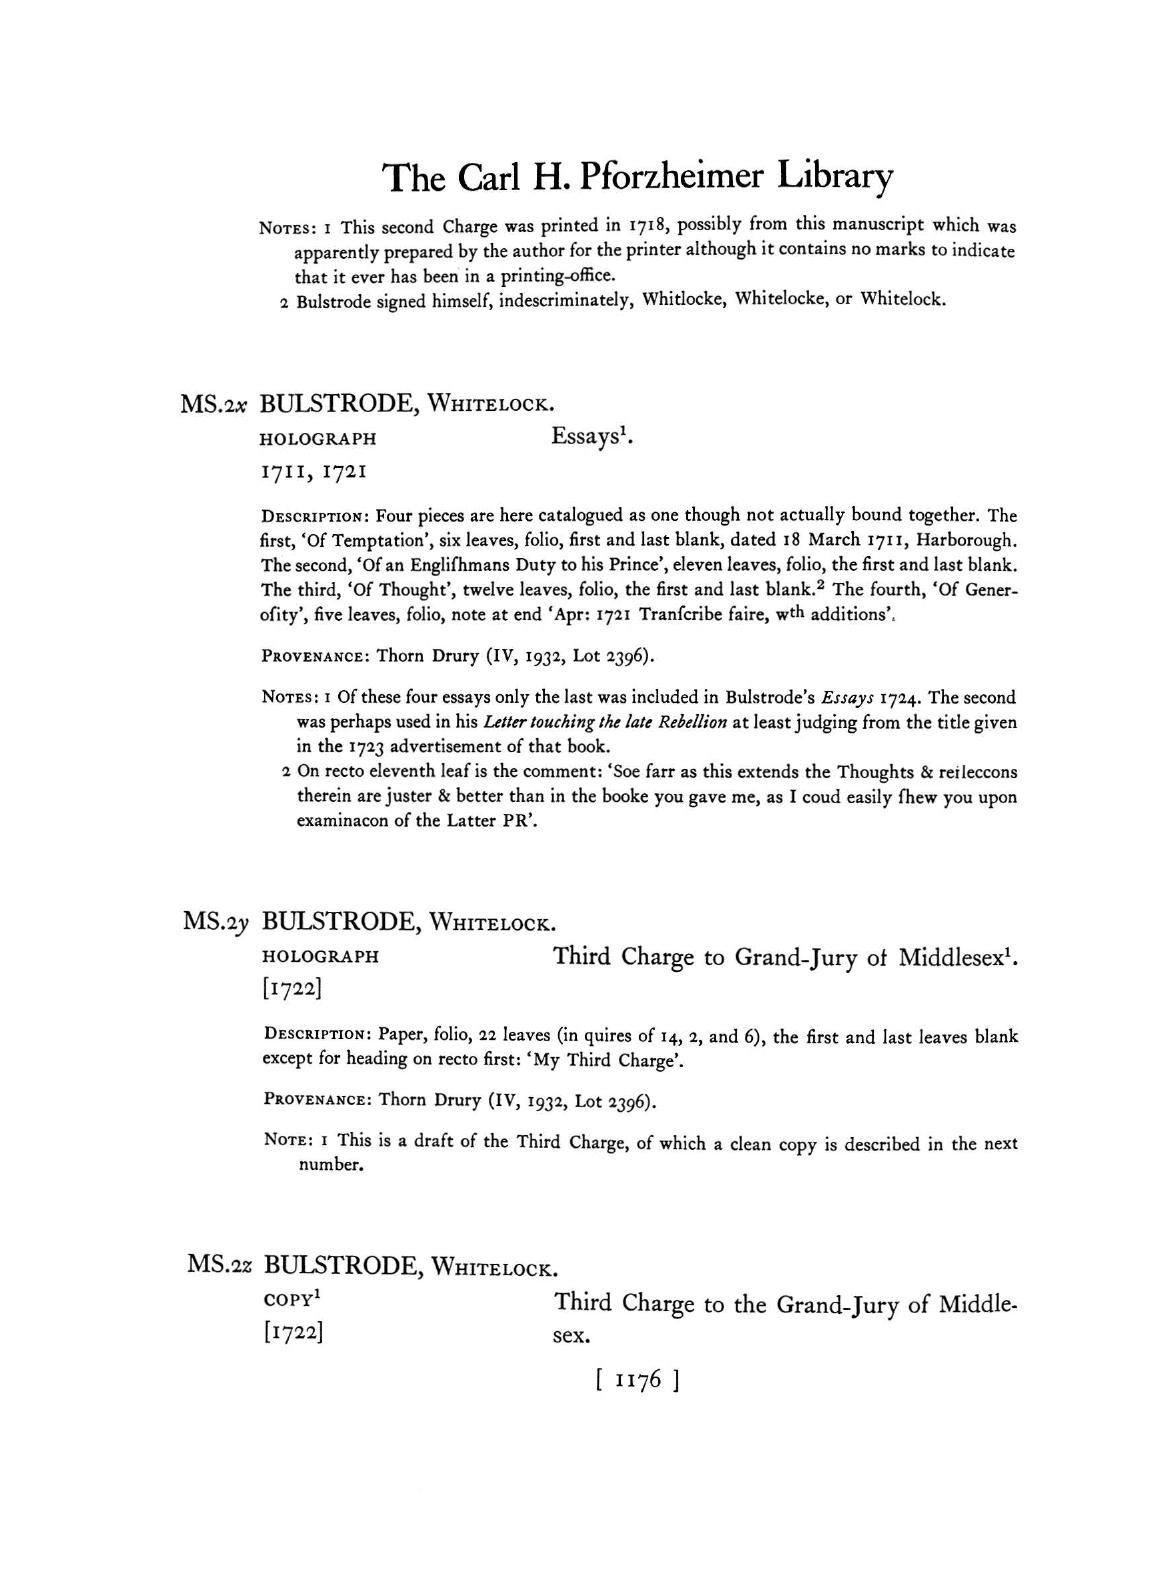 The Carl H. Pforzheimer Library
NOTES: 1 This second Charge was printed in 1718, possibly from this manuscript which was
apparently prepared by the author for the printer although it contains no marks to indicate
that it ever has been in a printing-office.
2 Bulstrode signed himself, indescriminately, Whitlocke, Whitelocke, or Whitelock.
MS.2x BULSTRODE, WHITELOCK.
HOLOGRAPH Essays¹.
1711, 1721
DESCRIPTION: Four pieces are here catalogued as one though not actually bound together. The
first, ‘Of Temptation’, six leaves, folio, first and last blank, dated 18 March 1711, Harborough.
The second, ‘Of an Engliſhmans Duty to his Prince’, eleven leaves, folio, the first and last blank.
The third, ‘Of Thought’, twelve leaves, folio, the first and last blank.² The fourth, ‘Of Gener-
oſity’, five leaves, folio, note at end ‘Apr: 1721 Tranſcribe faire, wth additions’.
PROVENANCE: Thorn Drury (IV, 1932, Lot 2396).
NOTES: 1 Of these four essays only the last was included in Bulstrode's Essays 1724. The second
was perhaps used in his Letter touching the late Rebellion at least judging from the title given
in the 1723 advertisement of that book.
2 On recto eleventh leaf is the comment: ‘Soe farr as this extends the Thoughts & refleccons
therein are juster & better than in the booke you gave me, as I coud easily ſhew you upon
examinacon of the Latter PR’.
MS.2y BULSTRODE, WHITELOCK.
HOLOGRAPH Third Charge to Grand-Jury of Middlesex¹.
[1722]
DESCRIPTION: Paper, folio, 22 leaves (in quires of 14, 2, and 6), the first and last leaves blank
except for heading on recto first: ‘My Third Charge’.
PROVENANCE: Thorn Drury (IV, 1932, Lot 2396).
NOTE: 1 This is a draft of the Third Charge, of which a clean copy is described in the next
number.
MS.2z BULSTRODE, WHITELOCK.
COPY¹ Third Charge to the Grand-Jury of Middle-
[1722] sex.
[ 1176 ]